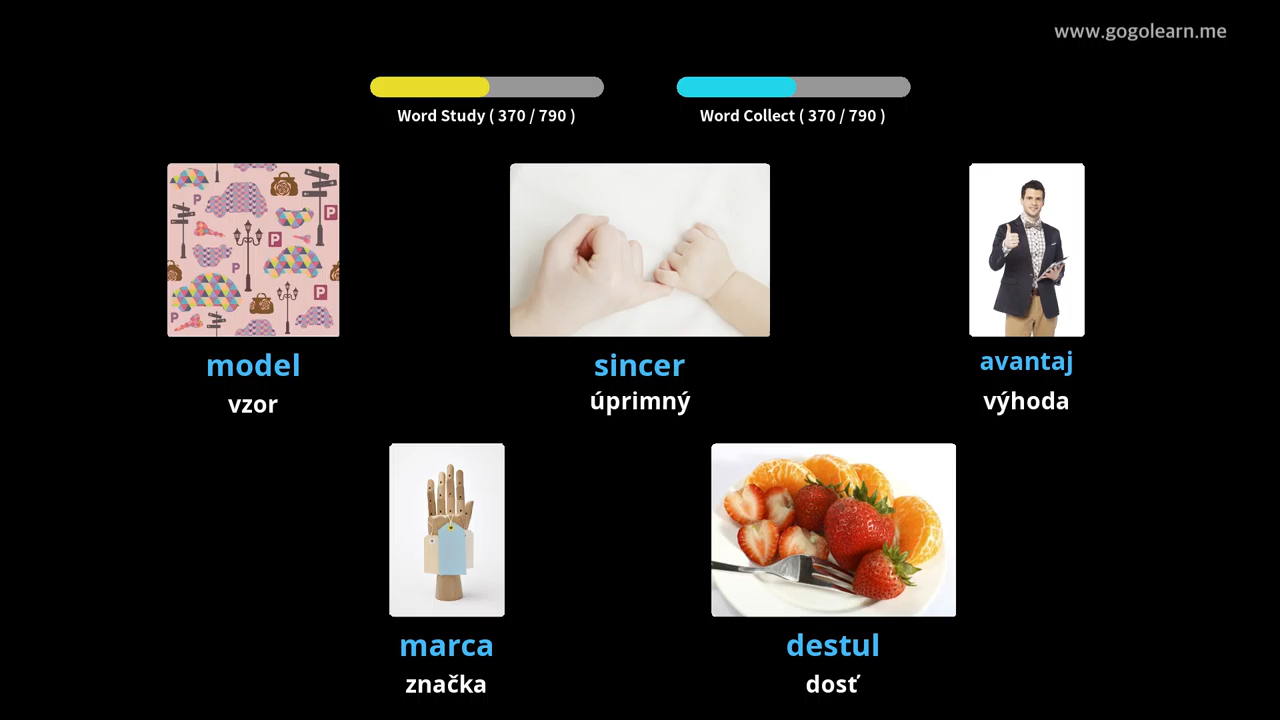 www.gogolearn.me
Word Study ( 370 / 790 )
Word Collect ( 370 / 790 )
P
P
P
P
P
P
model
sincer
avantaj
vzor
úprimný
výhoda
marca
destul
značka
dosť